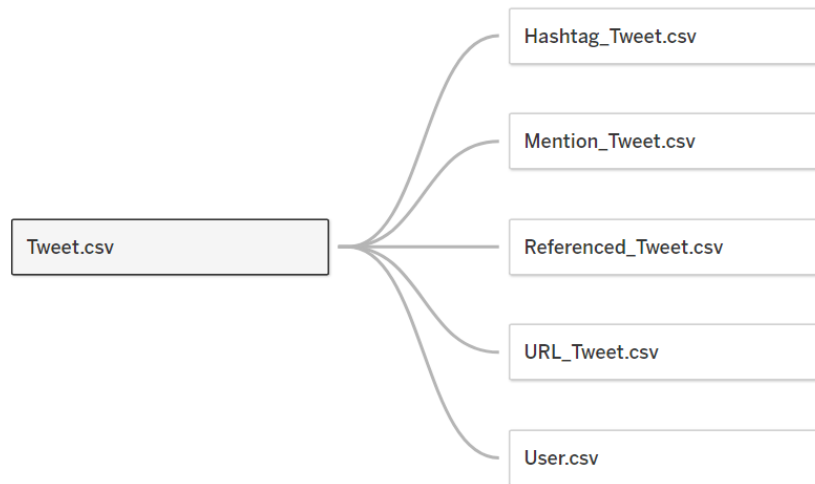 Hashtag_Tweet.csv
Mention_Tweet.csv
Tweet.csv
Referenced_Tweet.csv
URL_Tweet.csv
User.csv